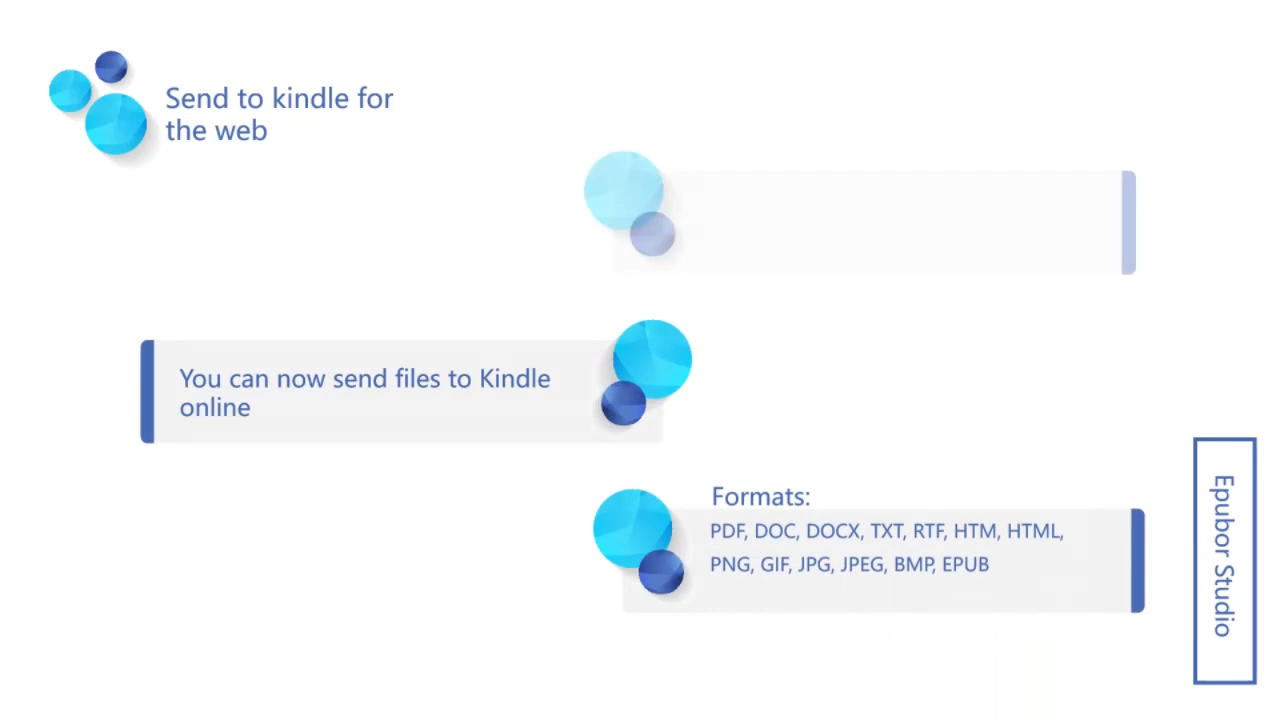 Send to kindle for
the web
You can now send files to Kindle
online
Formats:
PDF, DOC, DOCX, TXT, RTF, HTM, HTML,
PNG, GIF, JPG, JPEG, BMP, EPUB
Epubor Studio